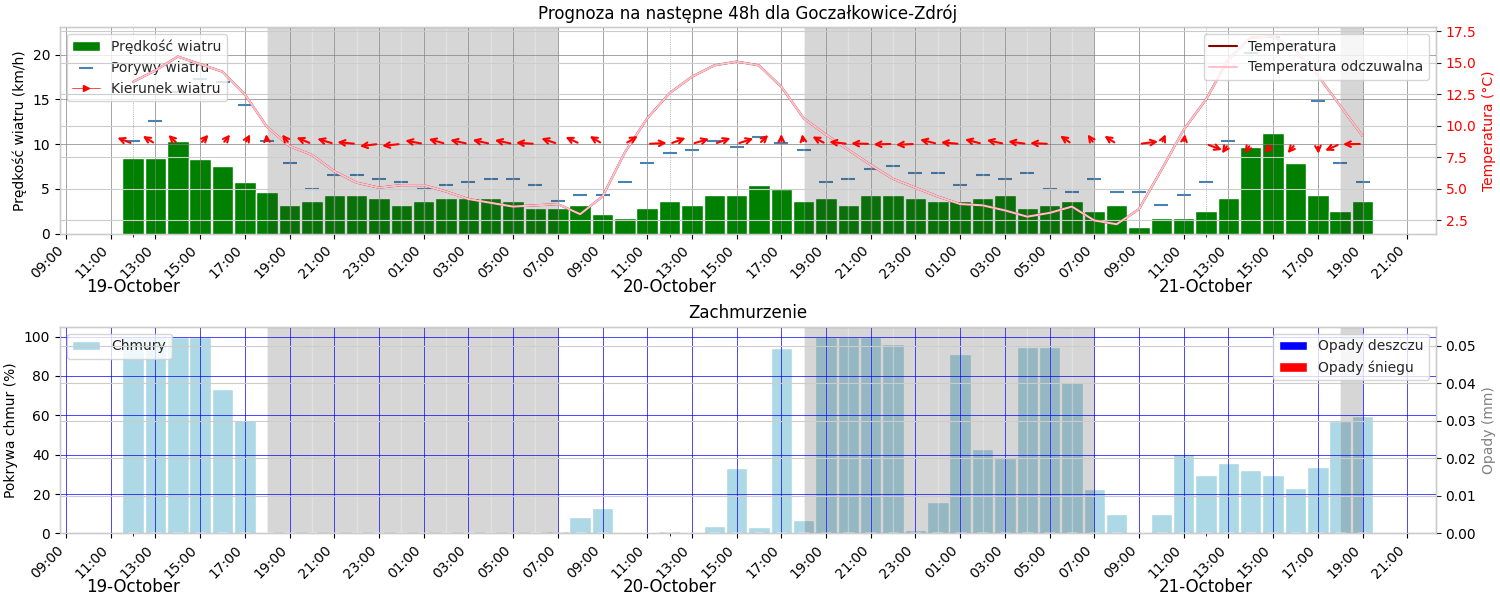 Prognoza na następne 48h dla Goczałkowice-Zdrój
Prędkość wiatru (km/h)
20
15
10
5
0
Prędkość wiatru
Porywy wiatru
Kierunek wiatru
Temperatura
Temperatura odczuwalna
17.5
15.0
12.5
10.0
7.5
5.0
2.5
Temperatura (°C)
09:00 11:00 13:00 15:00 17:00 19:00 21:00 23:00 01:00 03:00 05:00 07:00 09:00 11:00 13:00 15:00 17:00 19:00 21:00 23:00 01:00 03:00 05:00 07:00 09:00 11:00 13:00 15:00 17:00 19:00 21:00
19-October 20-October 21-October
Zachmurzenie
Pokrywa chmur (%)
100
80
60
40
20
0
Chmury
Opady deszczu
Opady śniegu
0.05
0.04
0.03
0.02
0.01
0.00
Opady (mm)
09:00 11:00 13:00 15:00 17:00 19:00 21:00 23:00 01:00 03:00 05:00 07:00 09:00 11:00 13:00 15:00 17:00 19:00 21:00 23:00 01:00 03:00 05:00 07:00 09:00 11:00 13:00 15:00 17:00 19:00 21:00
19-October 20-October 21-October